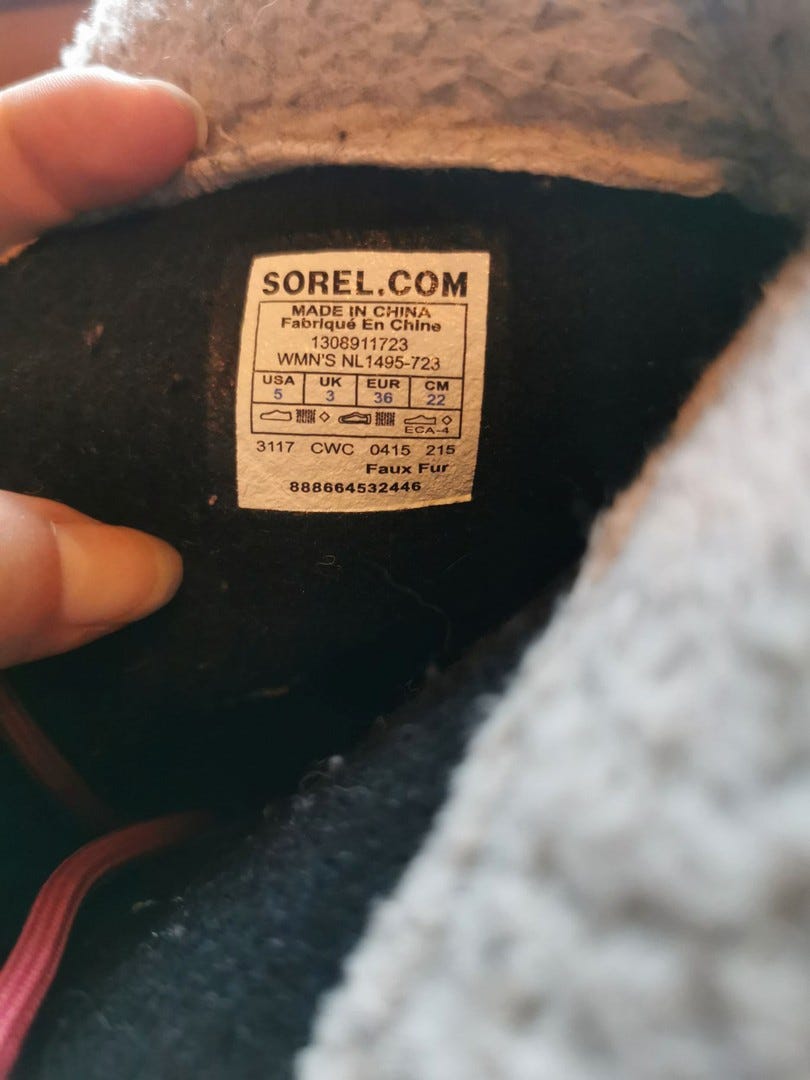 SOREL.COM
MADE IN CHINA
Fabriqué En Chine
1308911723
WMN'S NL1495-723
USA UK EUR CM
5 3 36 22
ECA-4
3117 CWC 0415 215
Faux Fur
888664532446